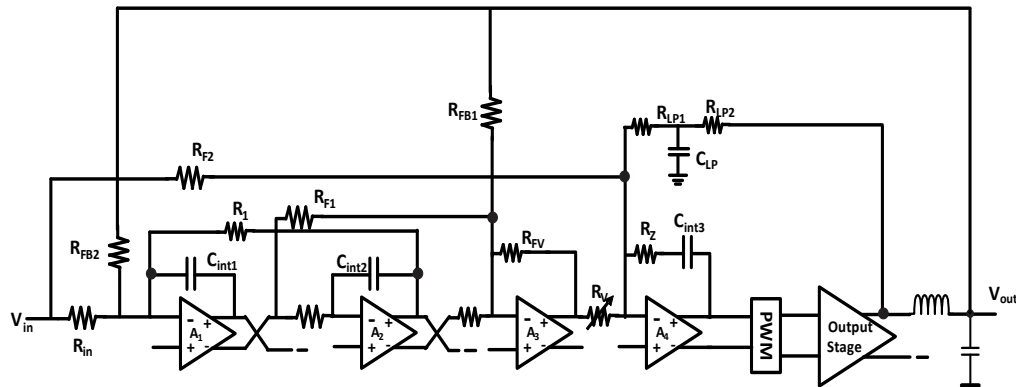 R_FB1
R_LP1
R_LP2
R_F2
C_LP
R_1
R_F1
R_FB2
C_int1
C_int2
R_FV
R_Z
C_int3
R_V
V_in
R_in
- +
A_1
+ -
- +
A_2
+ -
- +
A_3
+ -
- +
A_4
+ -
PWM
Output
Stage
V_out